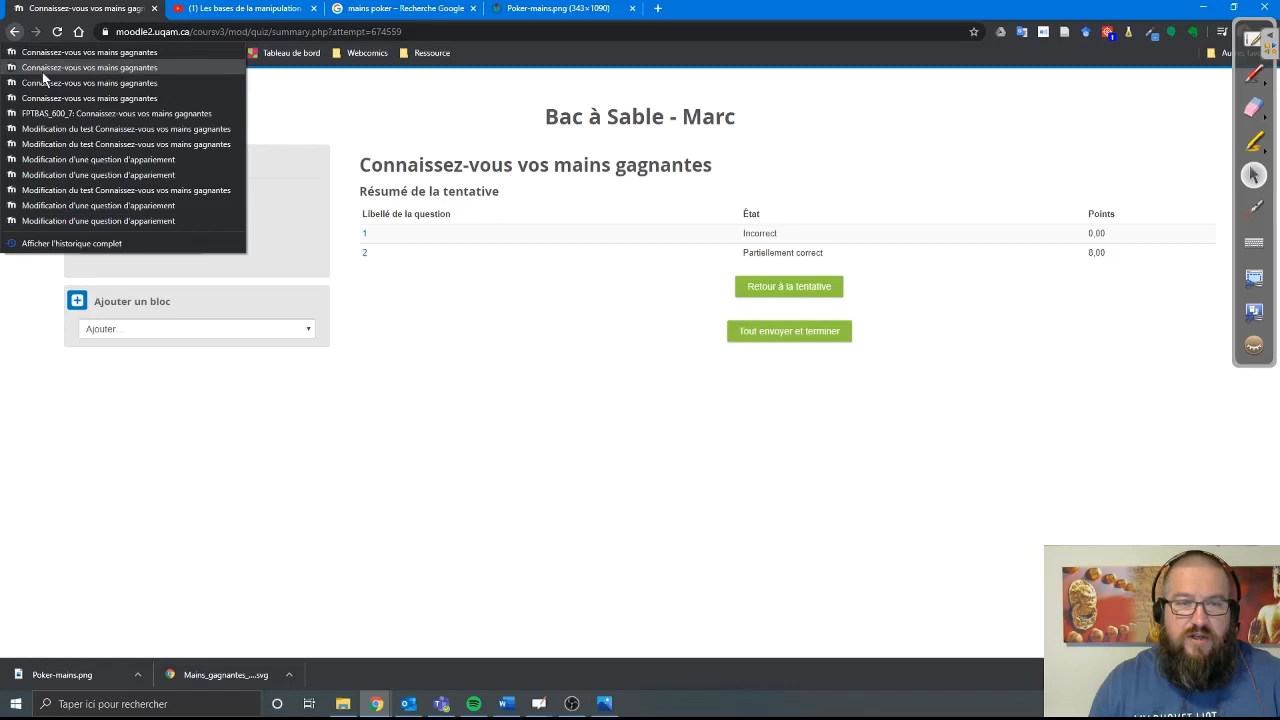 Connaissez-vous vos mains gagn
(1) Les bases de la manipulation
mains poker – Recherche Google
Poker-mains.png (343×1090)
moodle2.uqam.ca/coursv3/mod/quiz/summary.php?attempt=674559
Connaissez-vous vos mains gagnantes
Tableau de bord
Webcomics
Ressource
Autres favoris
Connaissez-vous vos mains gagnantes
Connaissez-vous vos mains gagnantes
Connaissez-vous vos mains gagnantes
FPTBAS_600_7: Connaissez-vous vos mains gagnantes
Modification du test Connaissez-vous vos mains gagnantes
Modification du test Connaissez-vous vos mains gagnantes
Modification d'une question d'appariement
Modification d'une question d'appariement
Modification du test Connaissez-vous vos mains gagnantes
Modification d'une question d'appariement
Modification d'une question d'appariement
Afficher l'historique complet
Bac à Sable - Marc
Connaissez-vous vos mains gagnantes
Résumé de la tentative
Libellé de la question
État
Points
1
Incorrect
0,00
2
Partiellement correct
8,00
Retour à la tentative
Tout envoyer et terminer
Ajouter un bloc
Ajouter...
Poker-mains.png
Mains_gagnantes_....svg
Taper ici pour rechercher